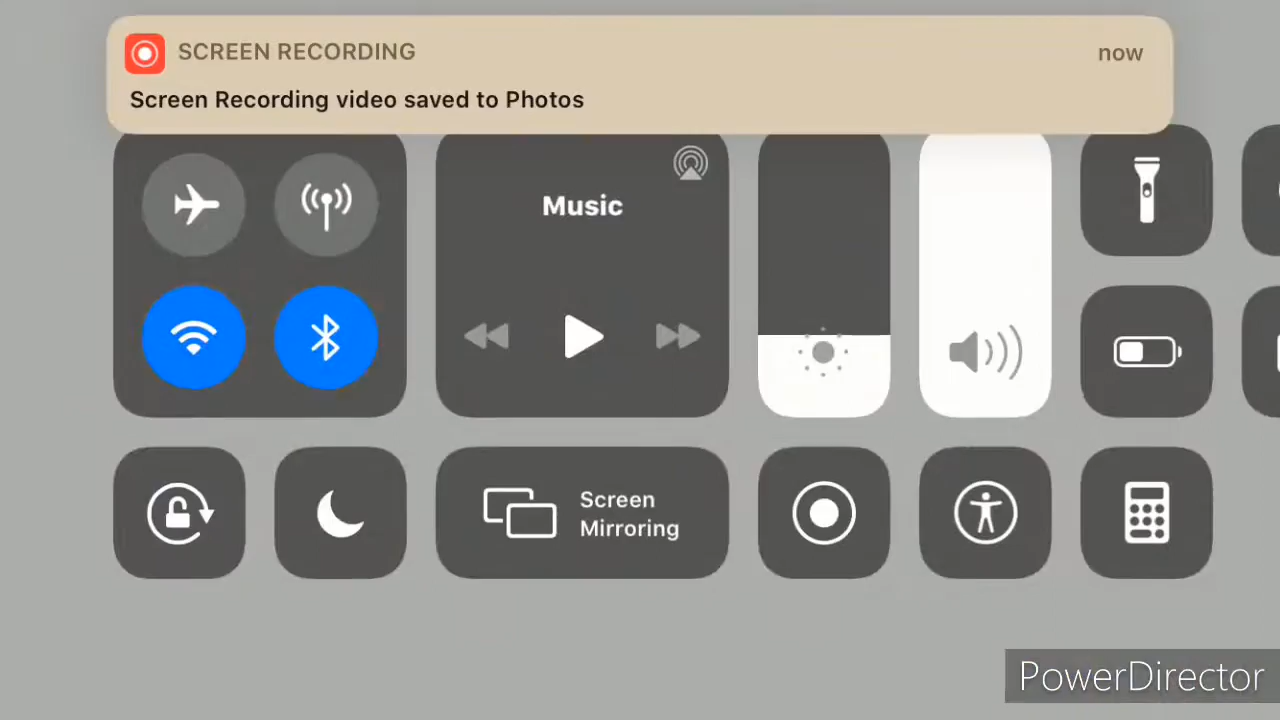 SCREEN RECORDING
now
Screen Recording video saved to Photos
Music
Screen
Mirroring
PowerDirector